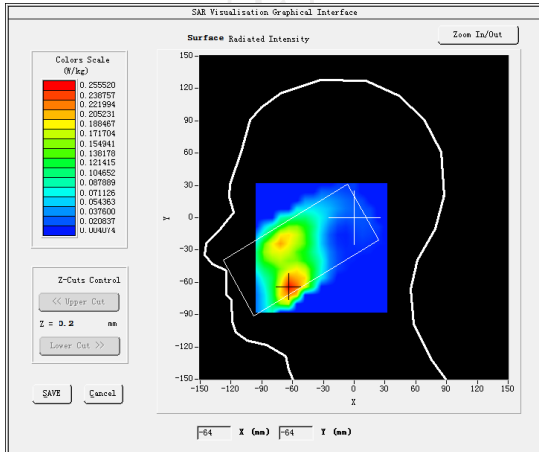 SAR Visualisation Graphical Interface
Surface Radiated Intensity
Zoom In/Out
Colors Scale
(W/kg)
0.255520
0.238757
0.221994
0.205231
0.188467
0.171704
0.154941
0.138178
0.121415
0.104652
0.087889
0.071126
0.054363
0.037600
0.020837
0.004074
Z-Cuts Control
<< Upper Cut
Z = 0.2 mm
Lower Cut >>
SAVE
Cancel
150
120
90
60
30
0
-30
-60
-90
-120
-150
Y
-150 -120 -90 -60 -30 0 30 60 90 120 150
X
-64 X (mm) -64 Y (mm)